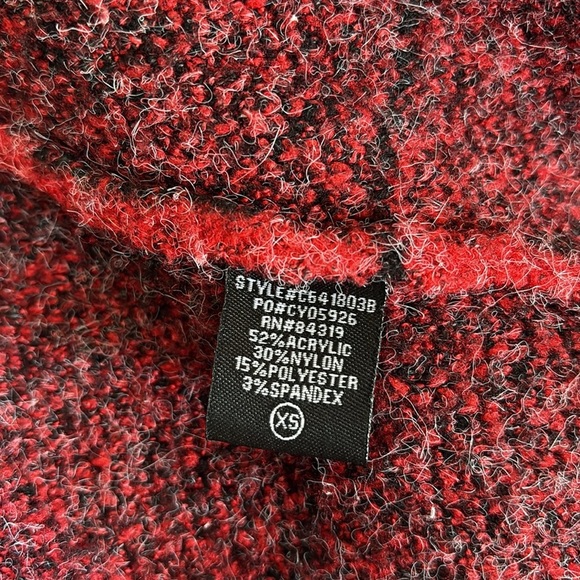 STYLE#C641803B
PO#CY05926
RN#84319
52%ACRYLIC
30%NYLON
15%POLYESTER
3%SPANDEX
XS